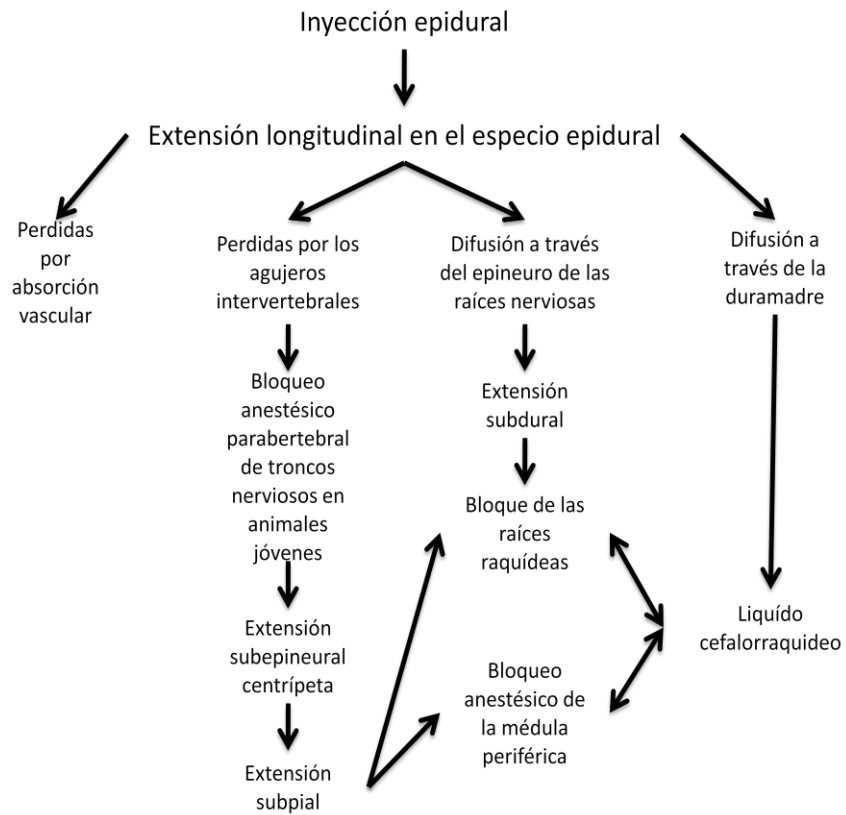 Inyección epidural
Extensión longitudinal en el especio epidural
Perdidas
por
absorción
vascular
Perdidas por los
agujeros
intervertebrales
Difusión a través
del epineuro de las
raíces nerviosas
Difusión a
través de la
duramadre
Bloqueo
anestésico
parabertebral
de troncos
nerviosos en
animales
jóvenes
Extensión
subdural
Bloque de las
raíces
raquídeas
Extensión
subepineural
centrípeta
Liquído
cefalorraquideo
Bloqueo
anestésico de
la médula
periférica
Extensión
subpial